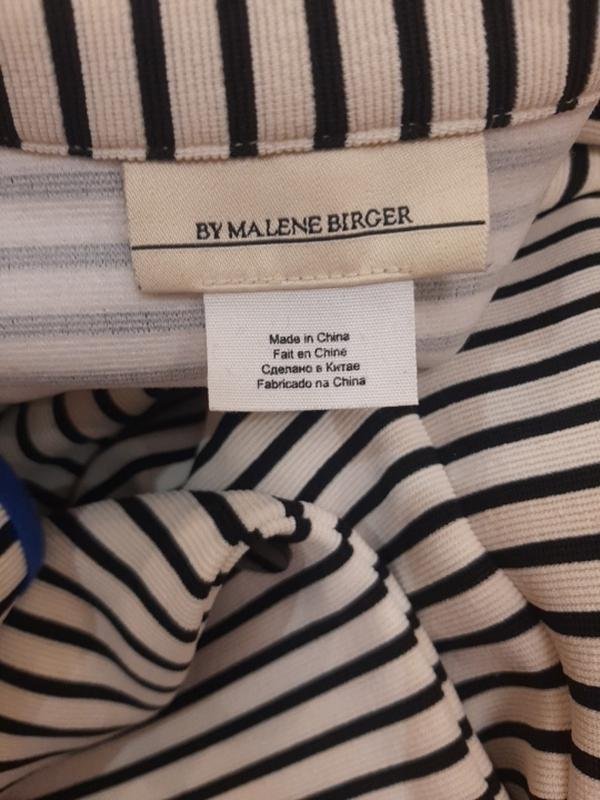 BY MALENE BIRGER
Made in China
Fait en Chine
Сделано в Китае
Fabricado na China